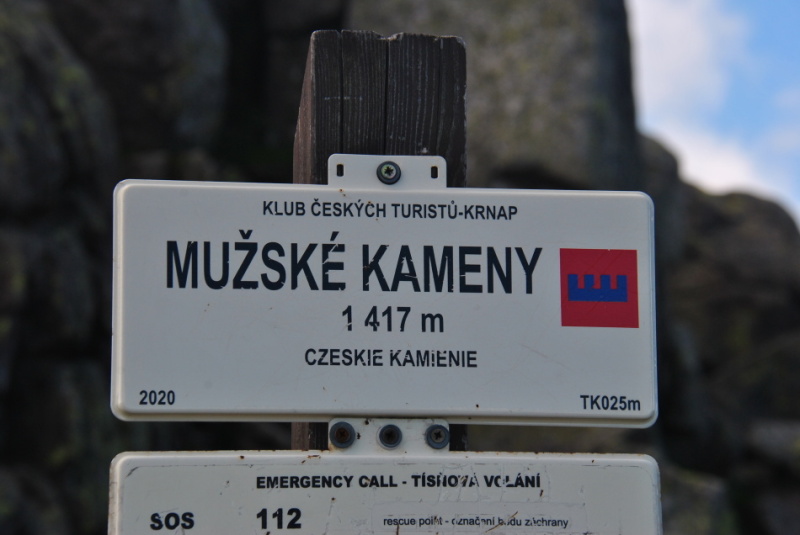 KLUB ČESKÝCH TURISTŮ-KRNAP
MUŽSKÉ KAMENY
1 417 m
CZESKIE KAMIENIE
2020 TK025m
EMERGENCY CALL - TÍSŇOVÁ VOLÁNÍ
SOS 112 rescue point - označení bodu záchrany